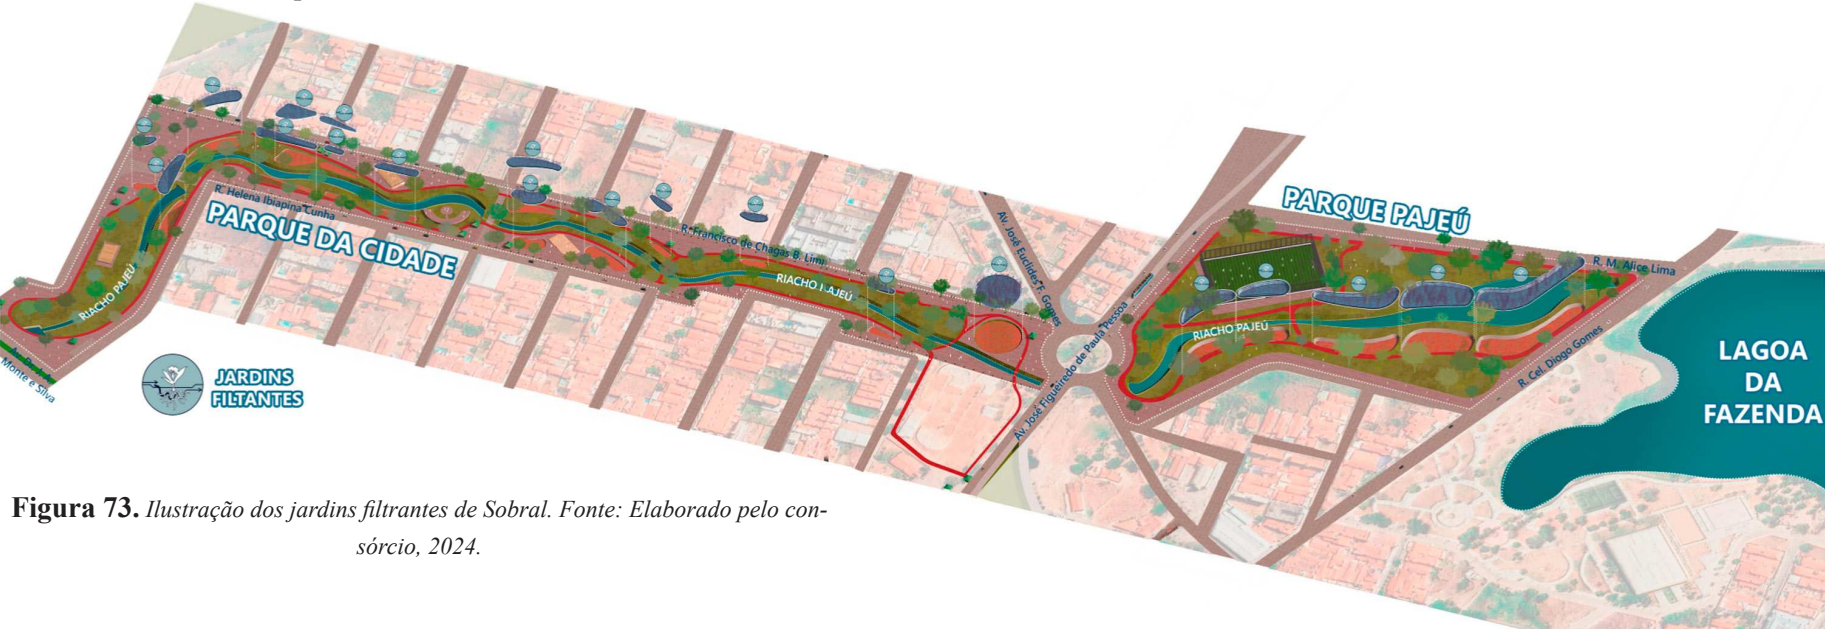 PARQUE PAJEÚ
R. M. Alice Lima
Av. José Euclides F. Gomes
R. Helena Ibiapina Cunha
PARQUE DA CIDADE
R. Francisco de Chagas B. Limi
RIACHO PAJEÚ
RIACHO PAJEÚ
RIACHO PAJEÚ
Av. José Figueiredo de Paula Pessoa
R. Cel. Diogo Gomes
LAGOA
DA
FAZENDA
Monte e Silva
JARDINS
FILTANTES
Figura 73. Ilustração dos jardins filtrantes de Sobral. Fonte: Elaborado pelo con-
sórcio, 2024.